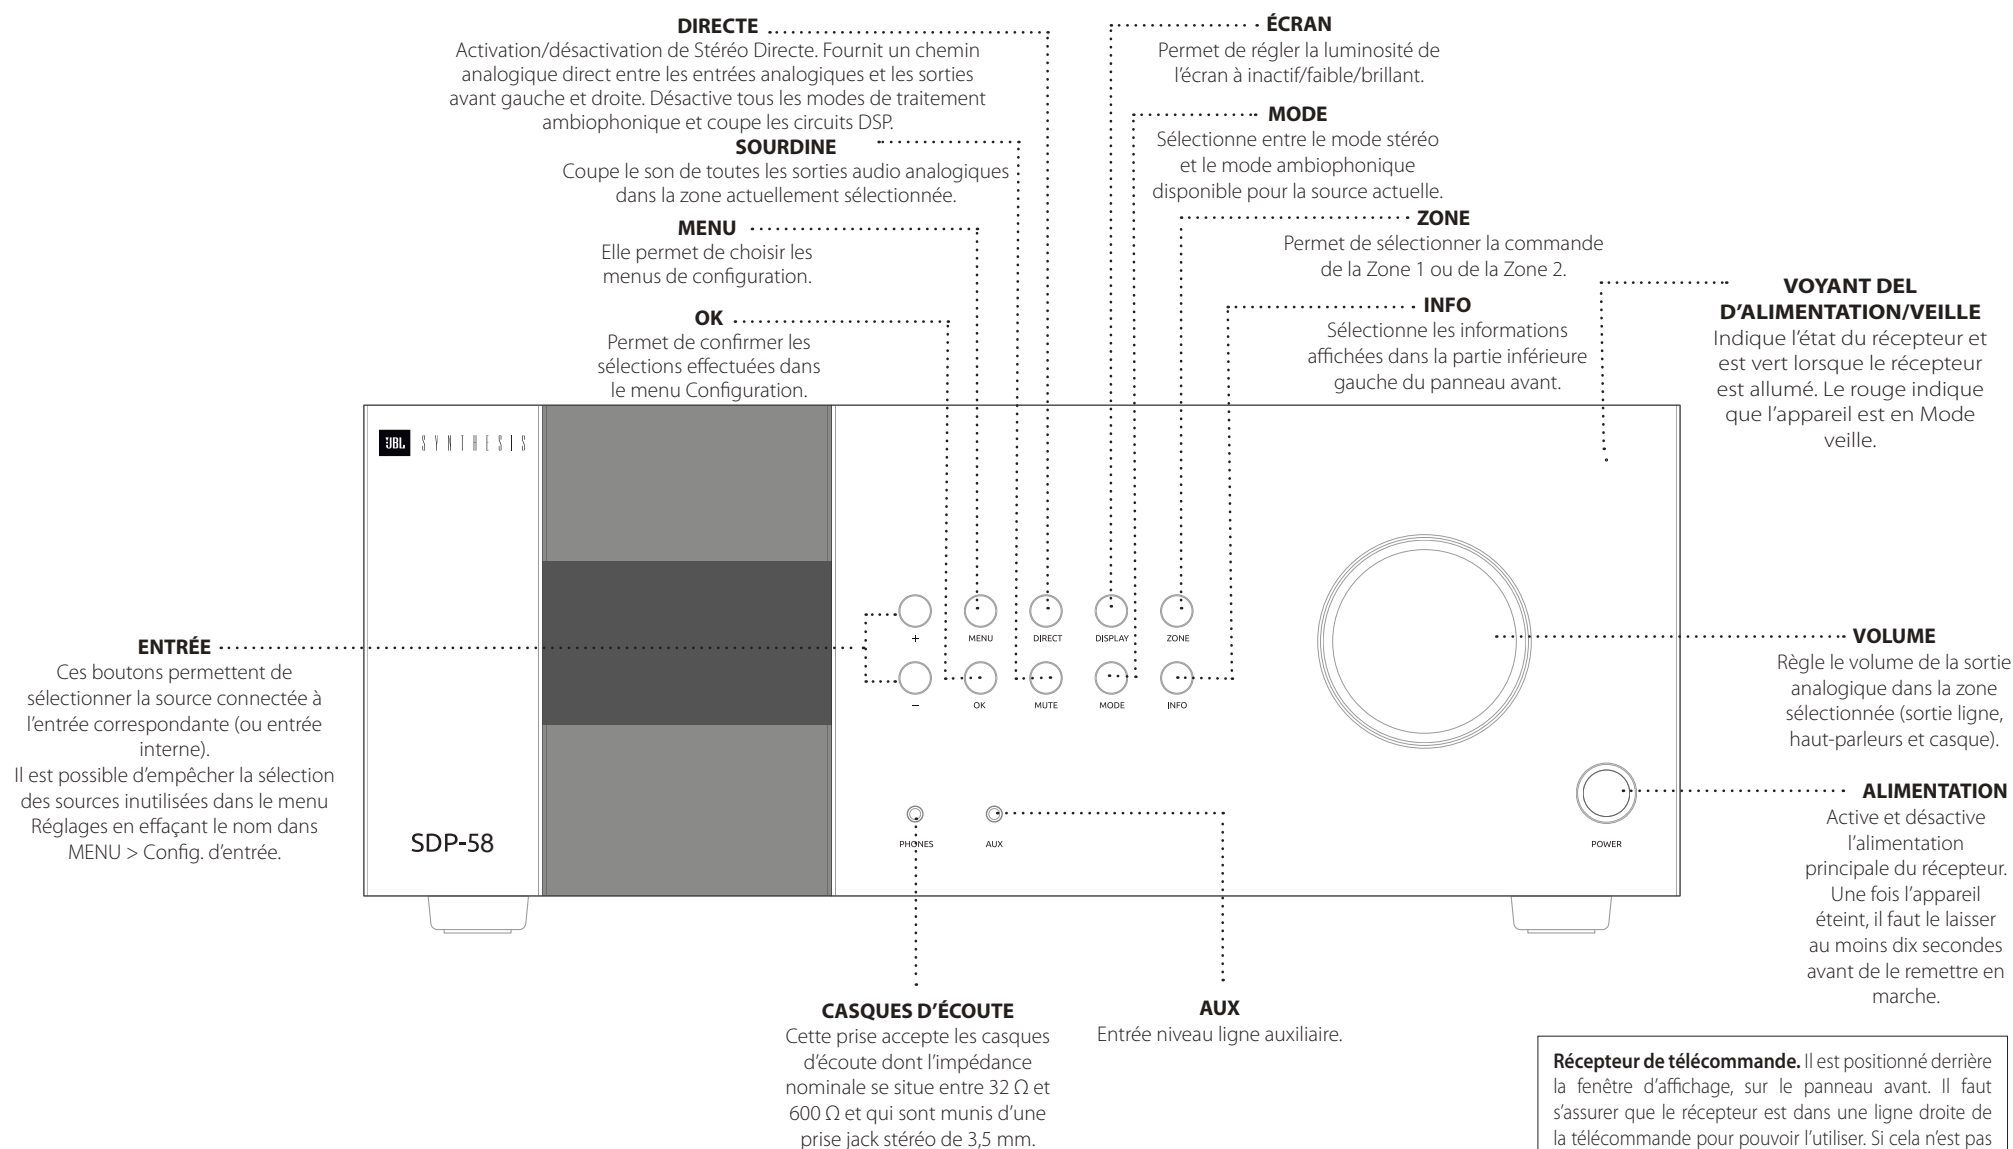 DIRECTE
Activation/désactivation de Stéréo Directe. Fournit un chemin
analogique direct entre les entrées analogiques et les sorties
avant gauche et droite. Désactive tous les modes de traitement
ambiophonique et coupe les circuits DSP.
SOURDINE
Coupe le son de toutes les sorties audio analogiques
dans la zone actuellement sélectionnée.
MENU
Elle permet de choisir les
menus de configuration.
OK
Permet de confirmer les
sélections effectuées dans
le menu Configuration.
ÉCRAN
Permet de régler la luminosité de
l’écran à inactif/faible/brillant.
MODE
Sélectionne entre le mode stéréo
et le mode ambiophonique
disponible pour la source actuelle.
ZONE
Permet de sélectionner la commande
de la Zone 1 ou de la Zone 2.
INFO
Sélectionne les informations
affichées dans la partie inférieure
gauche du panneau avant.
VOYANT DEL
D’ALIMENTATION/VEILLE
Indique l’état du récepteur et
est vert lorsque le récepteur
est allumé. Le rouge indique
que l’appareil est en Mode
veille.
JBL SYNTHESIS
+ MENU DIRECT DISPLAY ZONE
– OK MUTE MODE INFO
ENTRÉE
Ces boutons permettent de
sélectionner la source connectée à
l’entrée correspondante (ou entrée
interne).
Il est possible d’empêcher la sélection
des sources inutilisées dans le menu
Réglages en effaçant le nom dans
MENU > Config. d’entrée.
SDP-58
PHONES AUX
POWER
VOLUME
Règle le volume de la sortie
analogique dans la zone
sélectionnée (sortie ligne,
haut-parleurs et casque).
ALIMENTATION
Active et désactive
l’alimentation
principale du récepteur.
Une fois l’appareil
éteint, il faut le laisser
au moins dix secondes
avant de le remettre en
marche.
CASQUES D’ÉCOUTE
Cette prise accepte les casques
d’écoute dont l’impédance
nominale se situe entre 32 Ω et
600 Ω et qui sont munis d’une
prise jack stéréo de 3,5 mm.
AUX
Entrée niveau ligne auxiliaire.
Récepteur de télécommande. Il est positionné derrière
la fenêtre d’affichage, sur le panneau avant. Il faut
s’assurer que le récepteur est dans une ligne droite de
la télécommande pour pouvoir l’utiliser. Si cela n’est pas